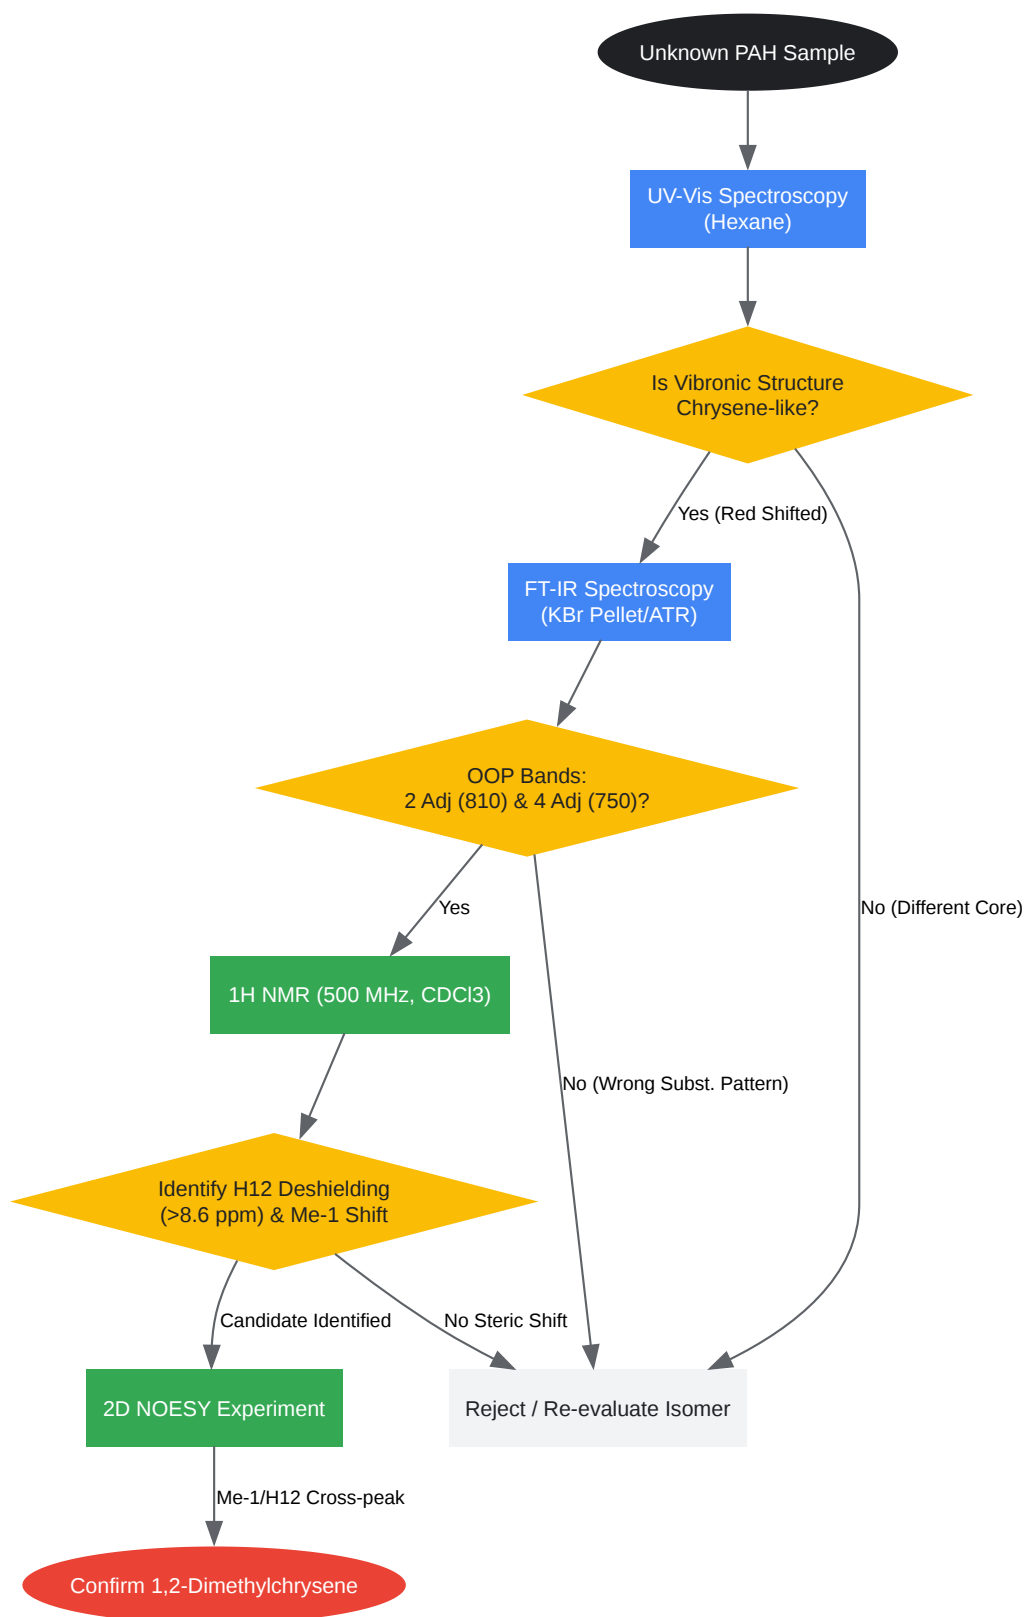 Unknown PAH Sample
UV-Vis Spectroscopy
(Hexane)
Is Vibronic Structure
Chrysene-like?
Yes (Red Shifted)
FT-IR Spectroscopy
(KBr Pellet/ATR)
OOP Bands:
2 Adj (810) & 4 Adj (750)?
Yes
No (Different Core)
1H NMR (500 MHz, CDCl3)
No (Wrong Subst. Pattern)
Identify H12 Deshielding
(>8.6 ppm) & Me-1 Shift
Candidate Identified
No Steric Shift
2D NOESY Experiment
Reject / Re-evaluate Isomer
Me-1/H12 Cross-peak
Confirm 1,2-Dimethylchrysene